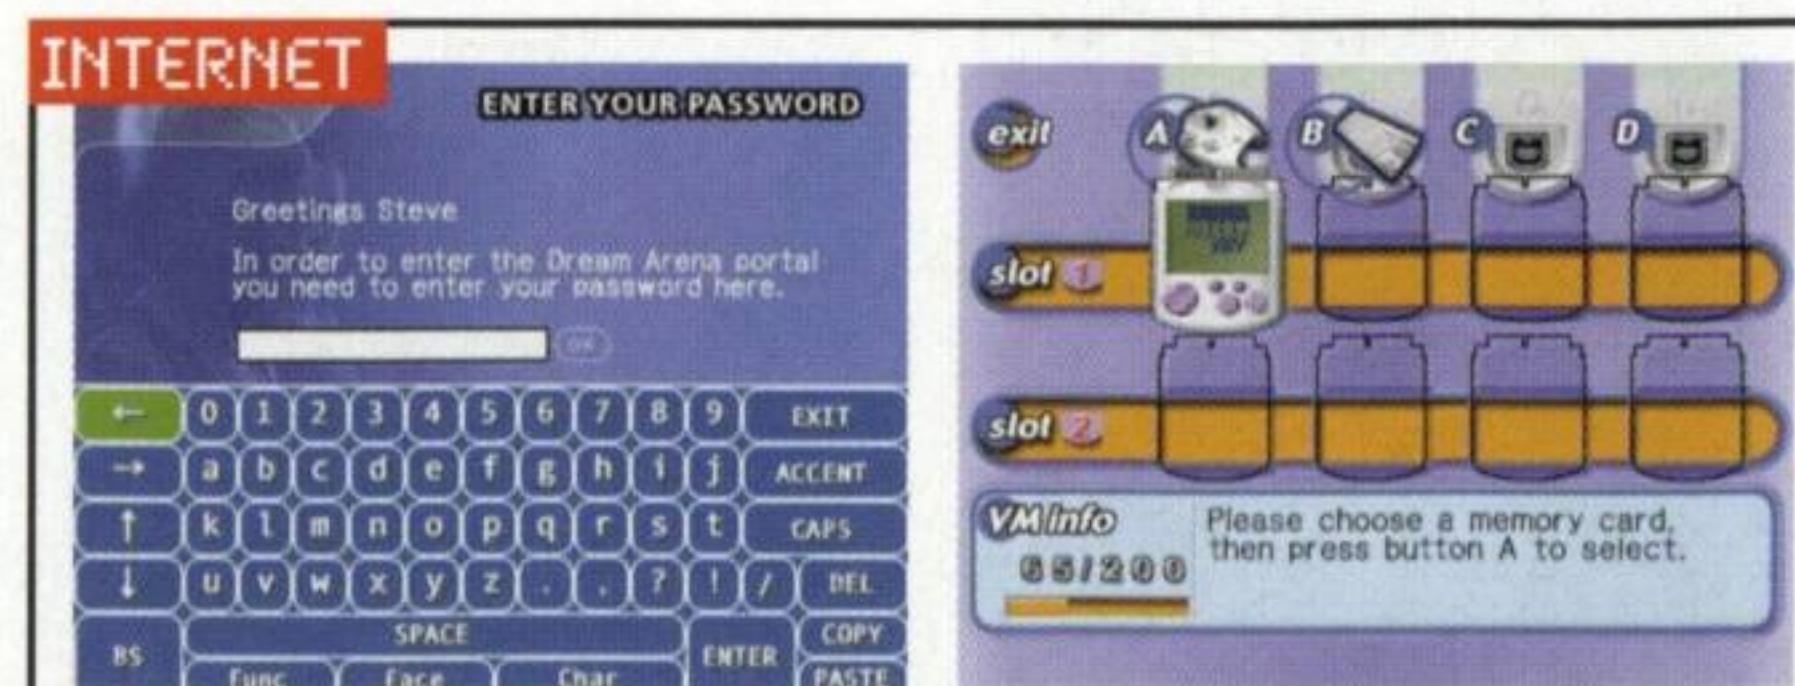 INTERNET
ENTER YOUR PASSWORD
Greetings Steve
In order to enter the Dream Arena portal
you need to enter your password here.
OK
← 0 1 2 3 4 5 6 7 8 9 EXIT
→ a b c d e f g h i j ACCENT
↑ k l m n o p q r s t CAPS
↓ u v w x y z . , ? ! / DEL
BS SPACE ENTER COPY
Func Face Char PASTE
exit A B C D
slot 1
slot 2
VM info
65/200
Please choose a memory card,
then press button A to select.